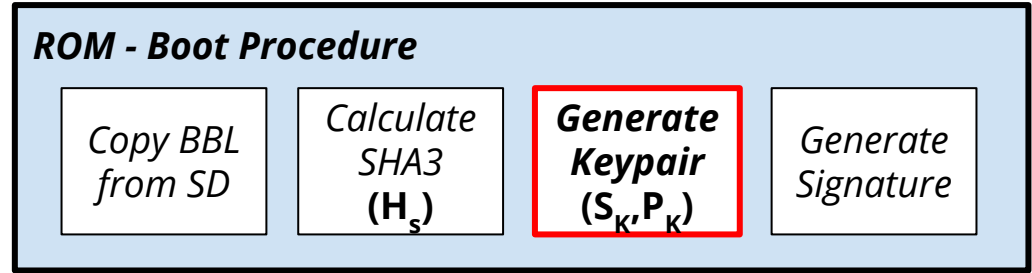 ROM - Boot Procedure
Copy BBL
from SD
Calculate
SHA3
(Hs)
Generate
Keypair
(SK,PK)
Generate
Signature